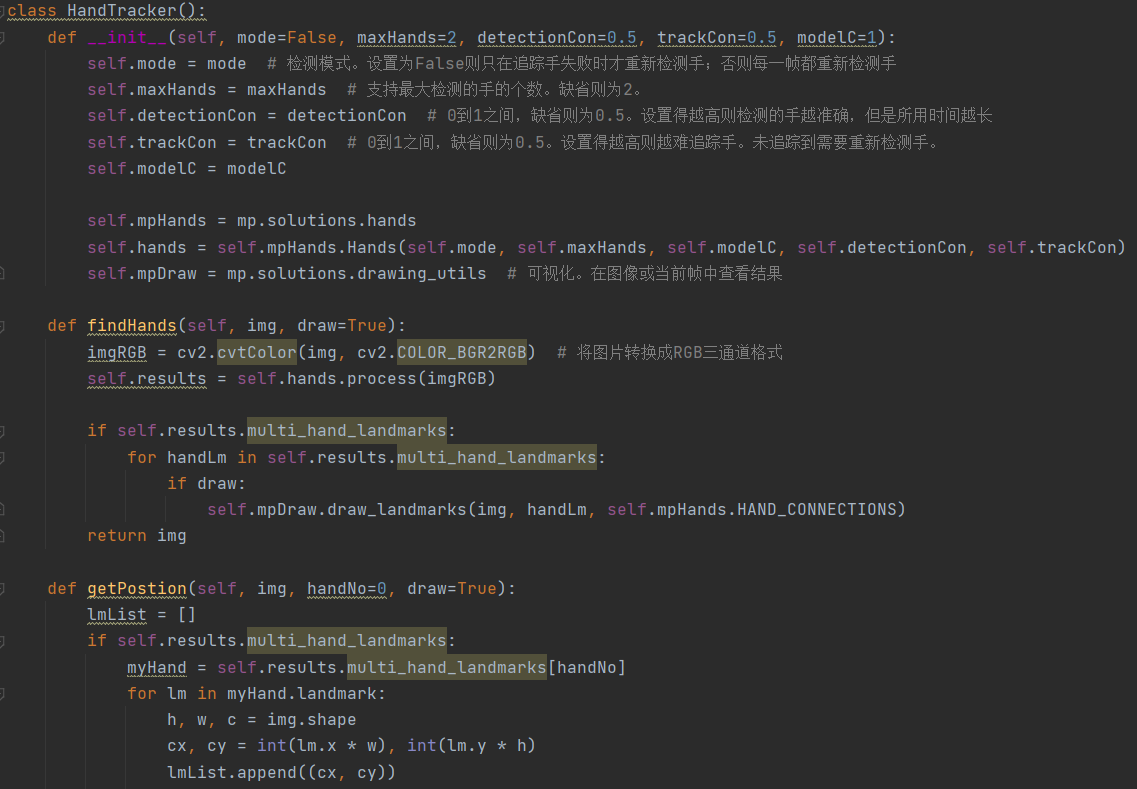 class HandTracker():
    def __init__(self, mode=False, maxHands=2, detectionCon=0.5, trackCon=0.5, modelC=1):
        self.mode = mode  # 检测模式。设置为False则只在追踪手失败时才重新检测手；否则每一帧都重新检测手
        self.maxHands = maxHands  # 支持最大检测的手的个数。缺省则为2。
        self.detectionCon = detectionCon  # 0到1之间，缺省则为0.5。设置得越高则检测的手越准确，但是所用时间越长
        self.trackCon = trackCon  # 0到1之间，缺省则为0.5。设置得越高则越难追踪手。未追踪到需要重新检测手。
        self.modelC = modelC

        self.mpHands = mp.solutions.hands
        self.hands = self.mpHands.Hands(self.mode, self.maxHands, self.modelC, self.detectionCon, self.trackCon)
        self.mpDraw = mp.solutions.drawing_utils  # 可视化。在图像或当前帧中查看结果

    def findHands(self, img, draw=True):
        imgRGB = cv2.cvtColor(img, cv2.COLOR_BGR2RGB)  # 将图片转换成RGB三通道格式
        self.results = self.hands.process(imgRGB)

        if self.results.multi_hand_landmarks:
            for handLm in self.results.multi_hand_landmarks:
                if draw:
                    self.mpDraw.draw_landmarks(img, handLm, self.mpHands.HAND_CONNECTIONS)
        return img

    def getPostion(self, img, handNo=0, draw=True):
        lmList = []
        if self.results.multi_hand_landmarks:
            myHand = self.results.multi_hand_landmarks[handNo]
            for lm in myHand.landmark:
                h, w, c = img.shape
                cx, cy = int(lm.x * w), int(lm.y * h)
                lmList.append((cx, cy))